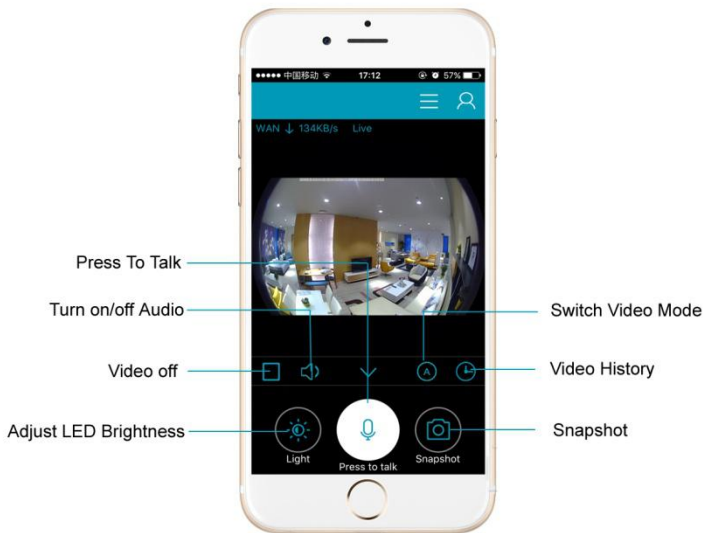 中国移动 17:12 57%
WAN ↓ 134KB/s Live
Press To Talk
Turn on/off Audio
Switch Video Mode
Video off
A
Video History
Adjust LED Brightness
Snapshot
Light
Press to talk
Snapshot